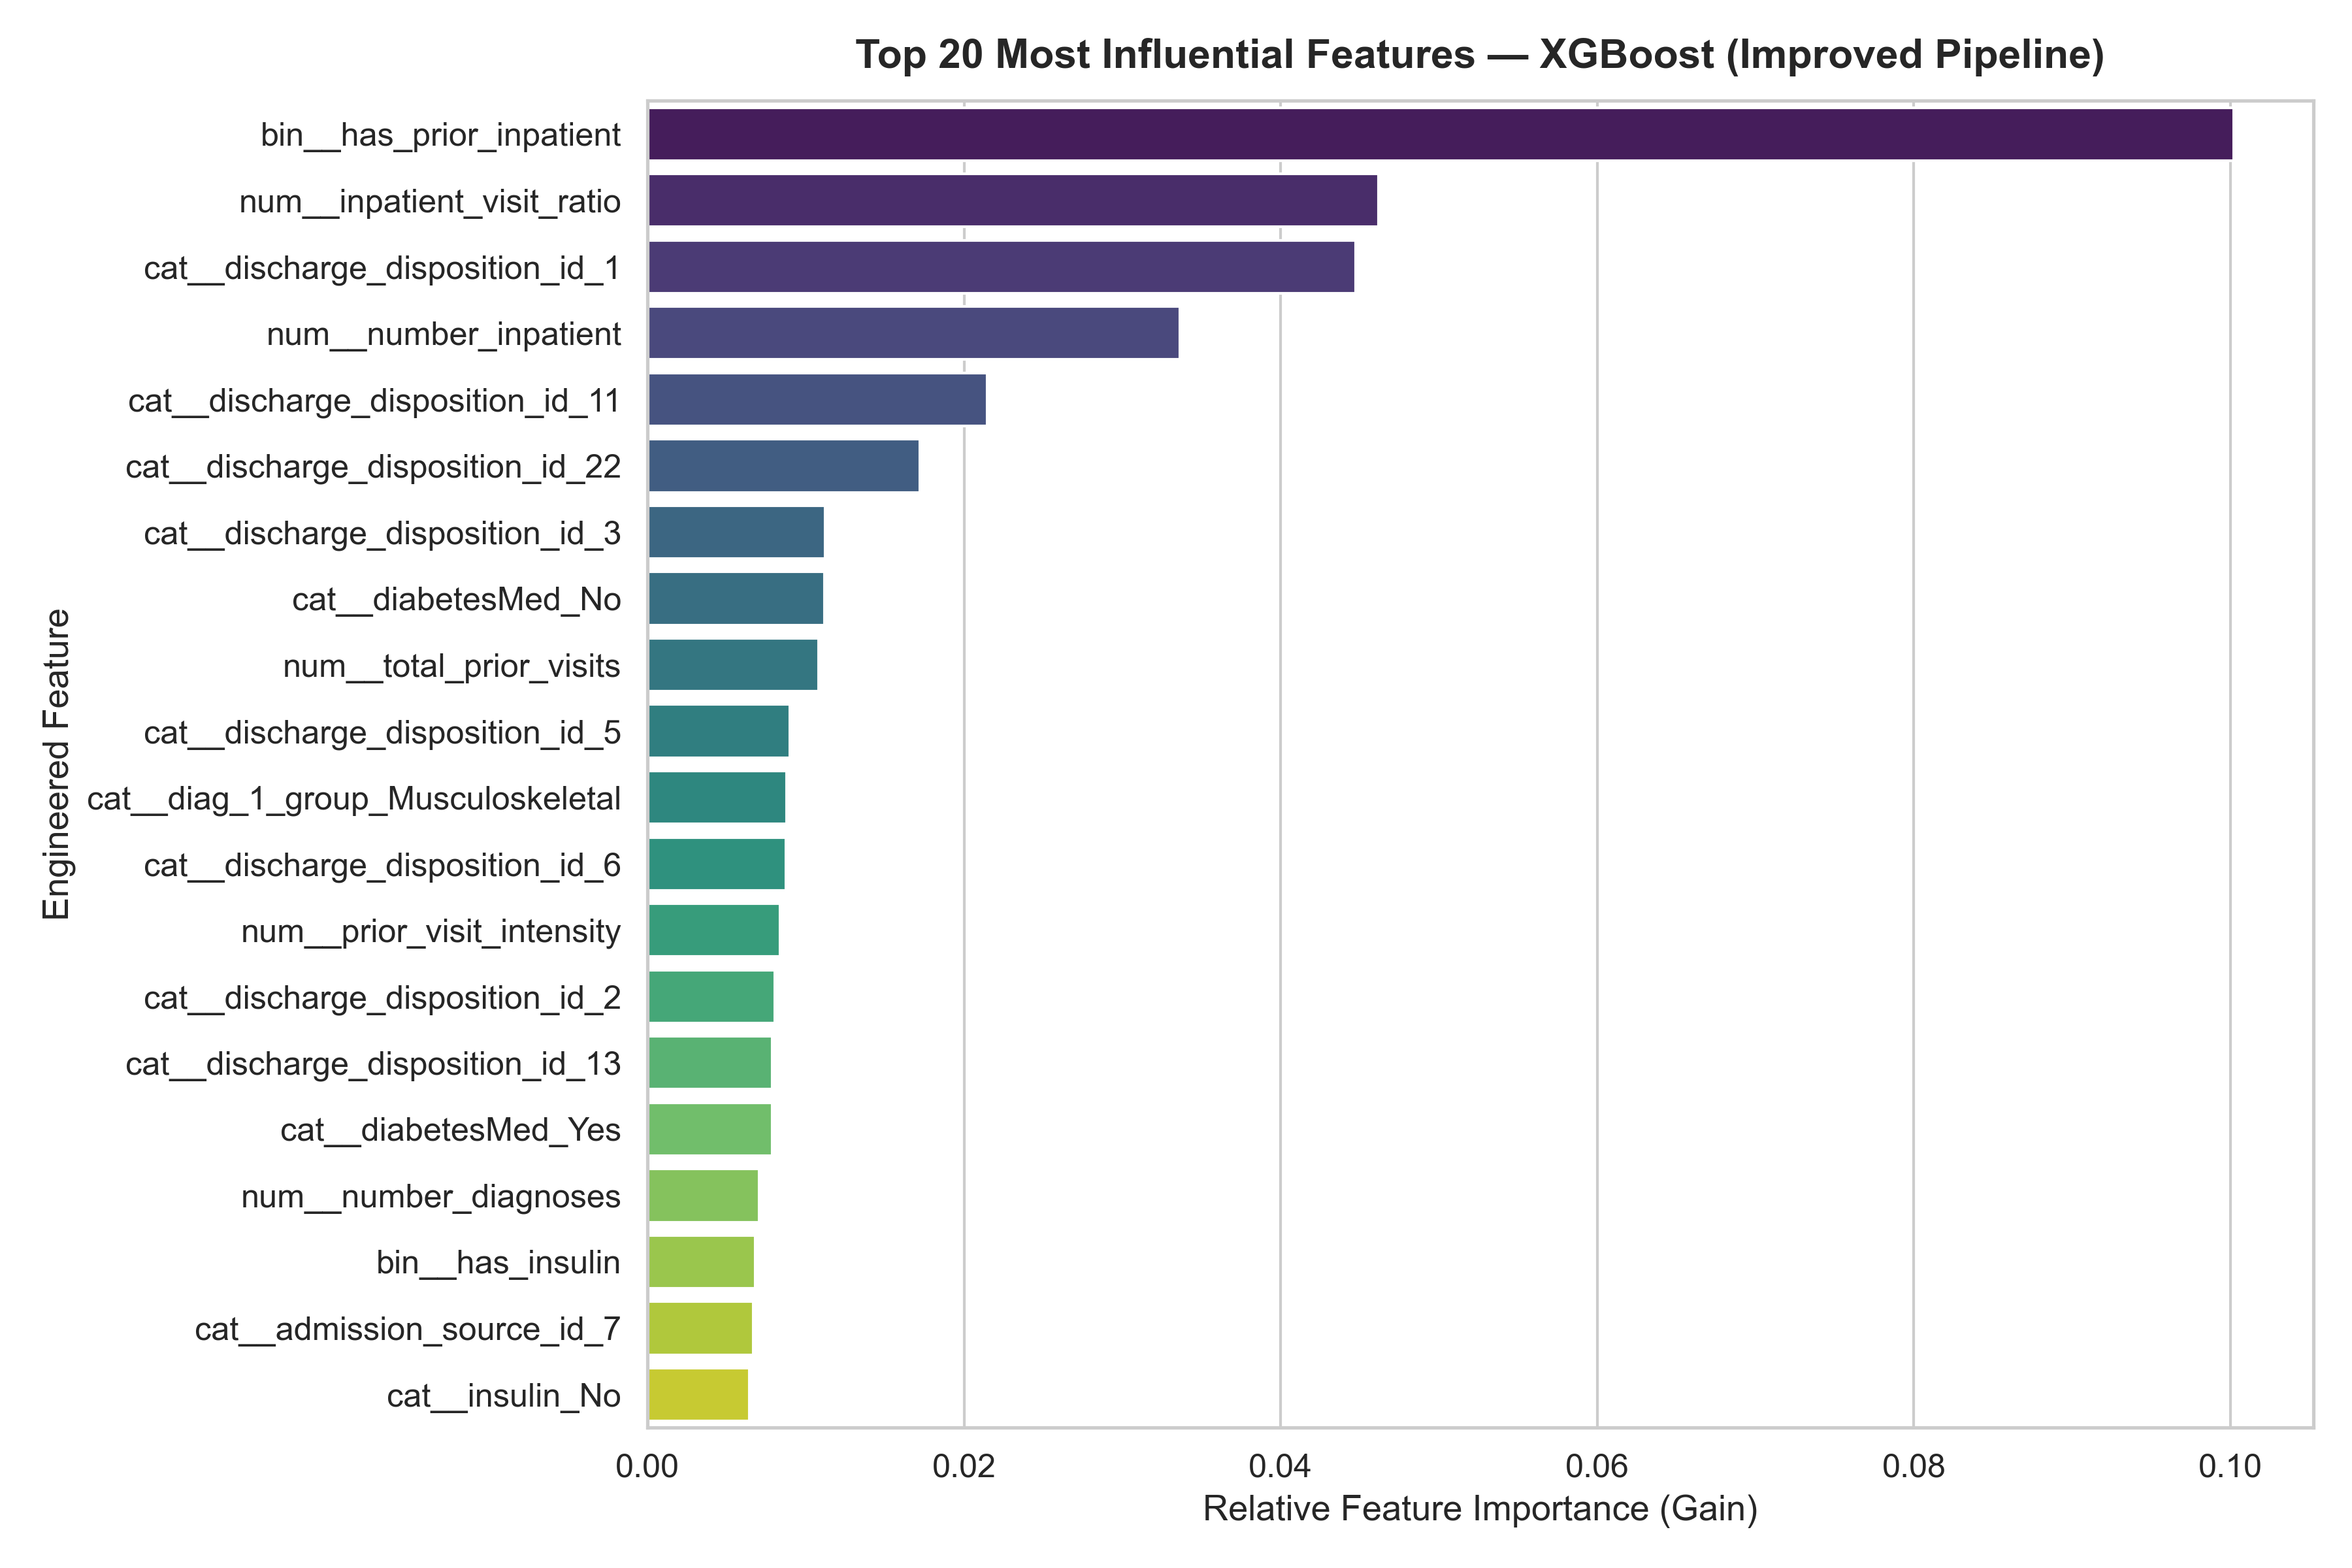 Top 20 Most Influential Features — XGBoost (Improved Pipeline)
Engineered Feature
bin__has_prior_inpatient
num__inpatient_visit_ratio
cat__discharge_disposition_id_1
num__number_inpatient
cat__discharge_disposition_id_11
cat__discharge_disposition_id_22
cat__discharge_disposition_id_3
cat__diabetesMed_No
num__total_prior_visits
cat__discharge_disposition_id_5
cat__diag_1_group_Musculoskeletal
cat__discharge_disposition_id_6
num__prior_visit_intensity
cat__discharge_disposition_id_2
cat__discharge_disposition_id_13
cat__diabetesMed_Yes
num__number_diagnoses
bin__has_insulin
cat__admission_source_id_7
cat__insulin_No
0.00 0.02 0.04 0.06 0.08 0.10
Relative Feature Importance (Gain)